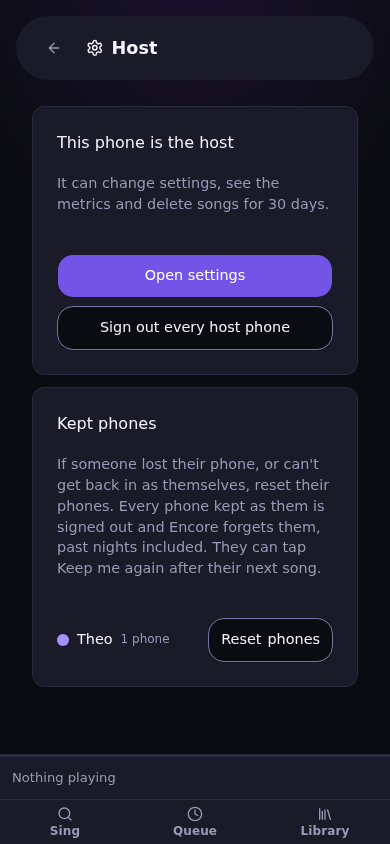 Host
This phone is the host
It can change settings, see the
metrics and delete songs for 30 days.
Open settings
Sign out every host phone
Kept phones
If someone lost their phone, or can't
get back in as themselves, reset their
phones. Every phone kept as them is
signed out and Encore forgets them,
past nights included. They can tap
Keep me again after their next song.
Theo 1 phone Reset phones
Nothing playing
Sing Queue Library